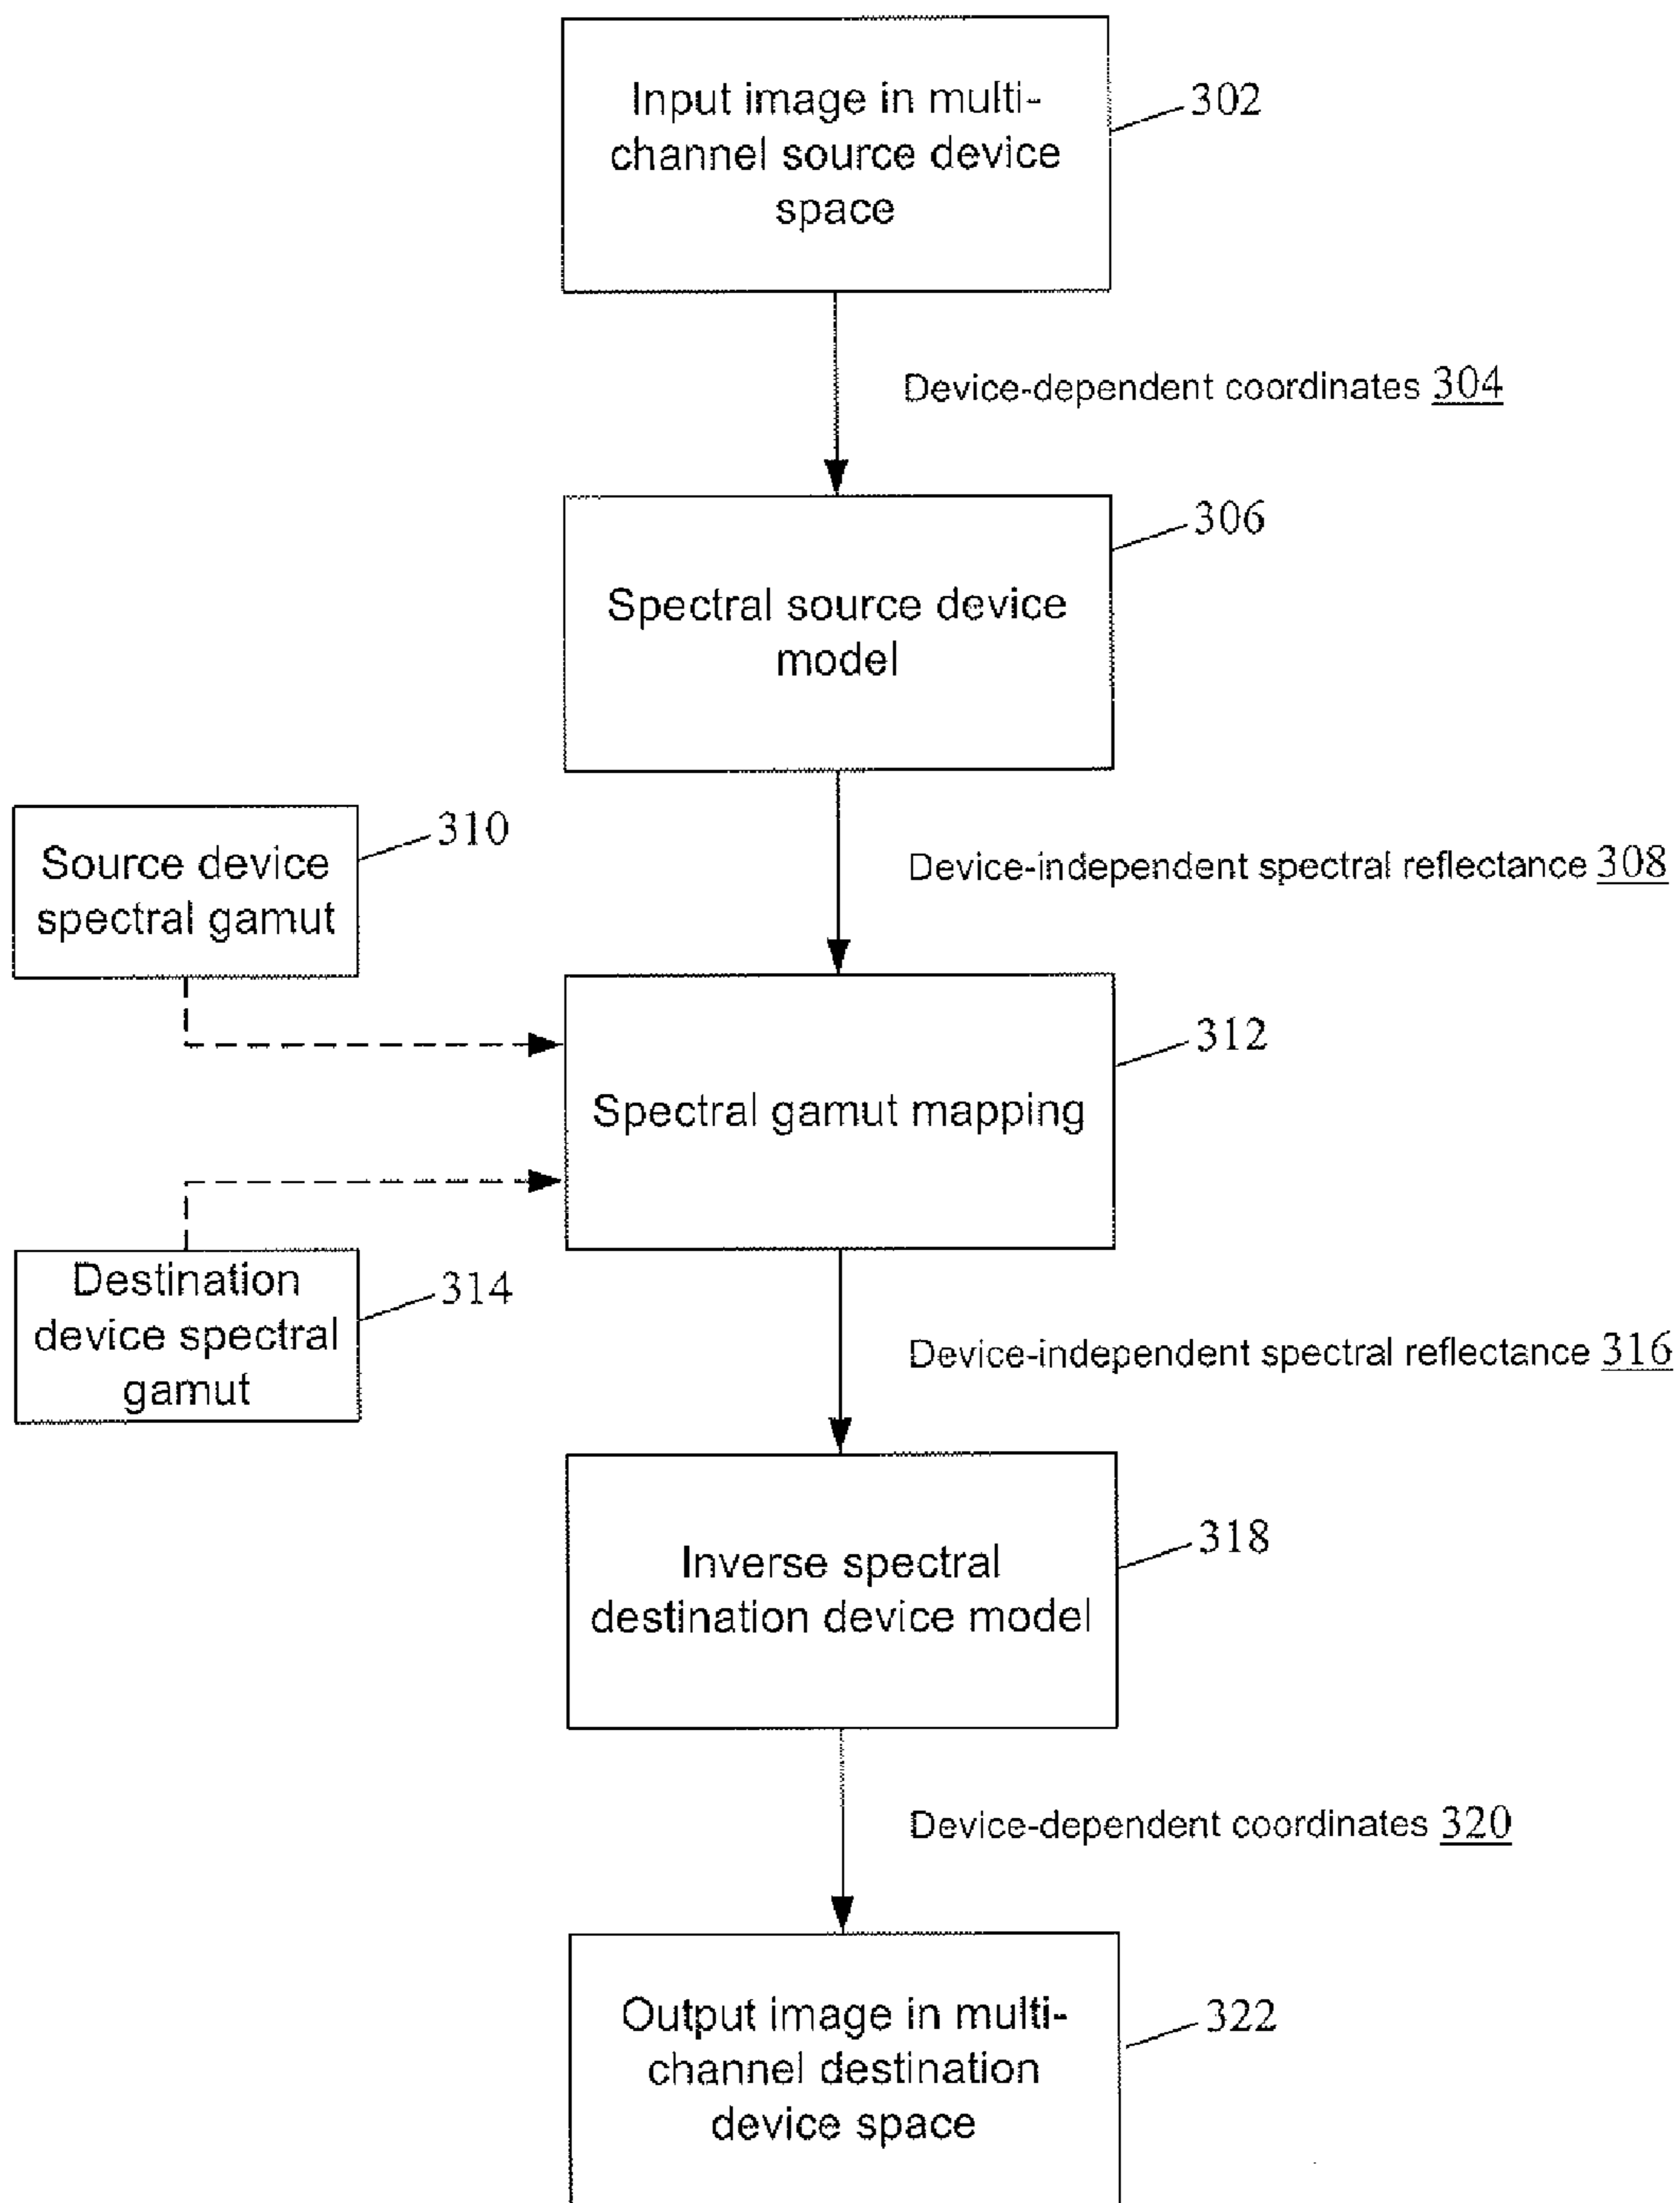 Input image in multi-
channel source device
space
302
Device-dependent coordinates 304
306
Spectral source device
model
310
Source device
spectral gamut
Device-independent spectral reflectance 308
312
Spectral gamut mapping
Destination
device spectral
gamut
314
Device-independent spectral reflectance 316
318
Inverse spectral
destination device model
Device-dependent coordinates 320
Output image in multi-
channel destination
device space
322